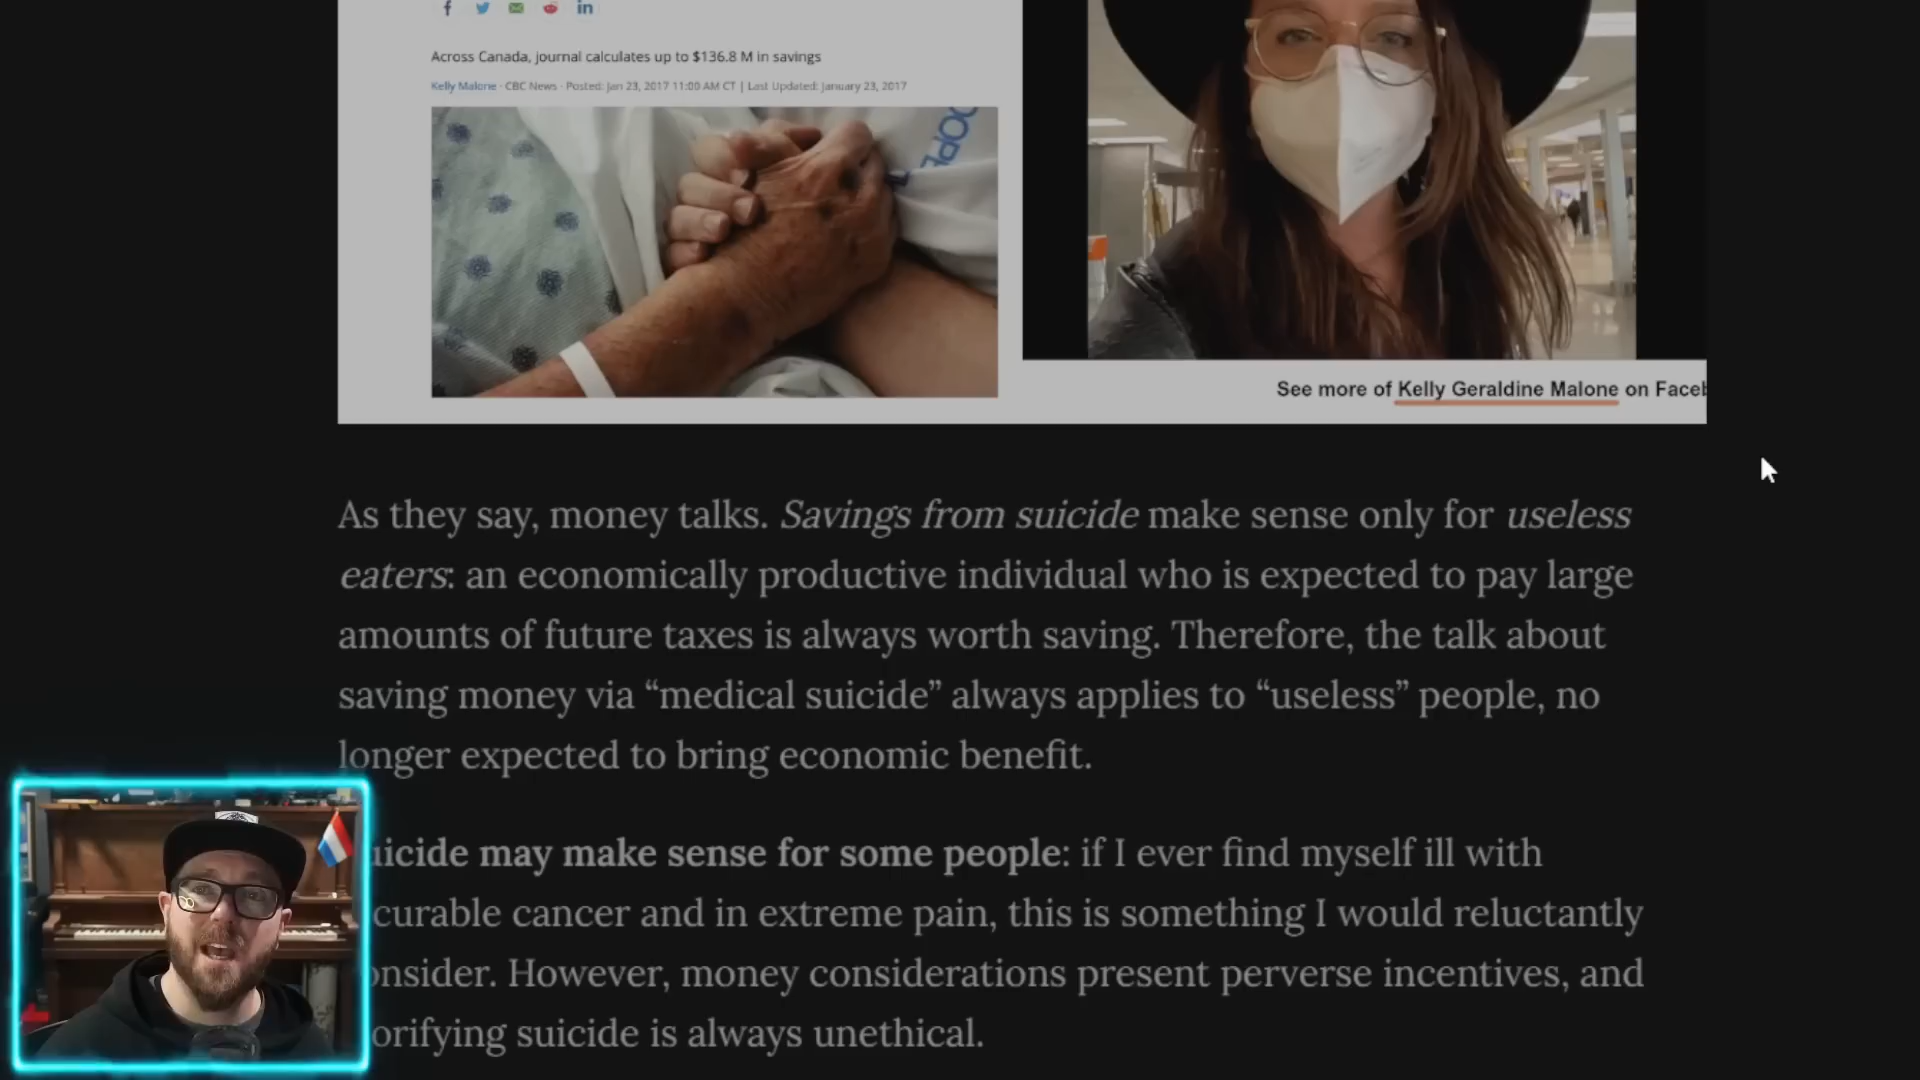 Across Canada, journal calculates up to $136.8 M in savings
Kelly Malone · CBC News · Posted: Jan 23, 2017 11:00 AM CT | Last Updated: January 23, 2017
See more of Kelly Geraldine Malone on Faceb
As they say, money talks. Savings from suicide make sense only for useless
eaters: an economically productive individual who is expected to pay large
amounts of future taxes is always worth saving. Therefore, the talk about
saving money via “medical suicide” always applies to “useless” people, no
longer expected to bring economic benefit.
uicide may make sense for some people: if I ever find myself ill with
curable cancer and in extreme pain, this is something I would reluctantly
onsider. However, money considerations present perverse incentives, and
orifying suicide is always unethical.